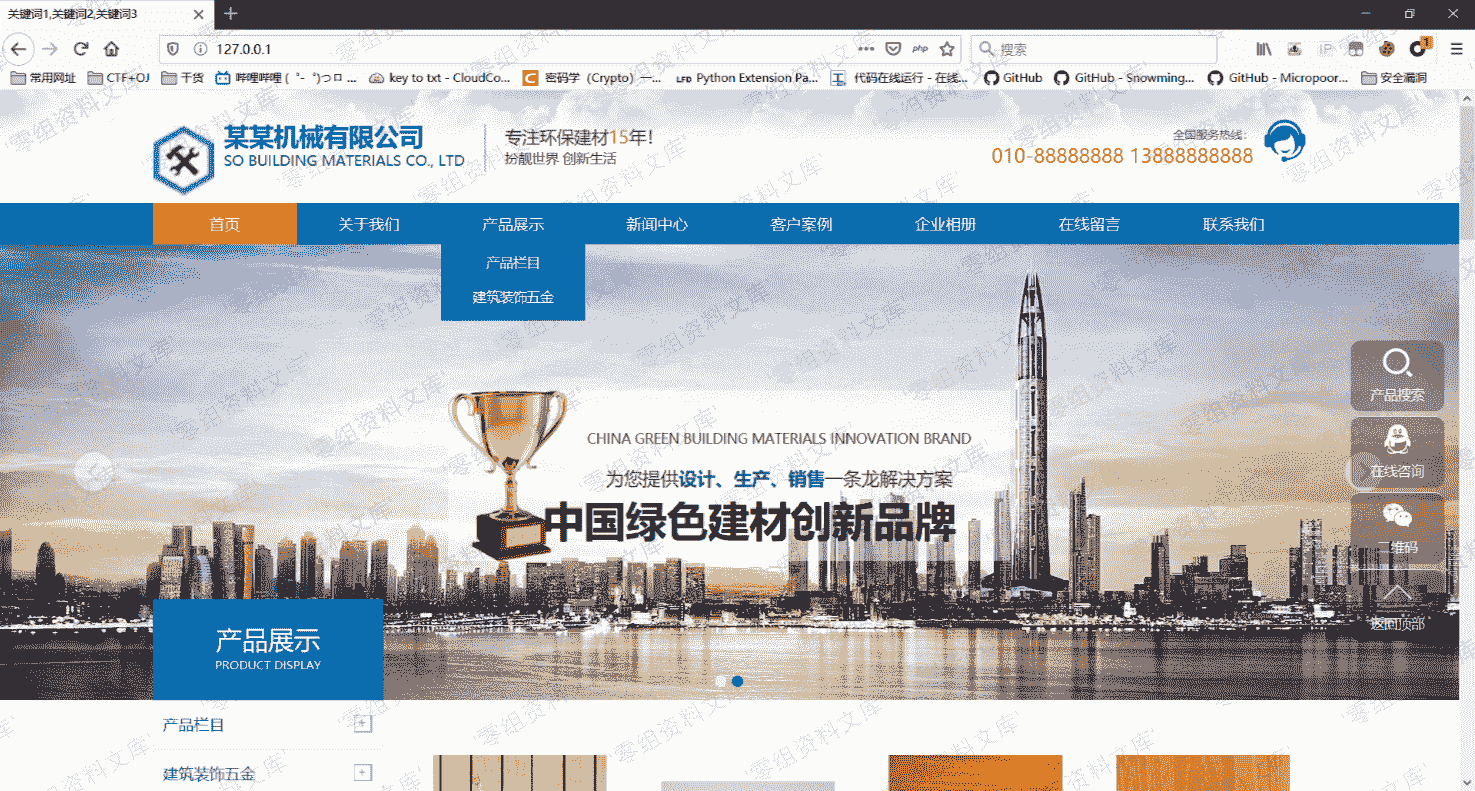 关键词1,关键词2,关键词3
127.0.0.1
php
搜索
IP
1
常用网址
CTF+OJ
干货
哔哩哔哩 ( ゜- ゜)つロ ...
key to txt - CloudCo...
密码学（Crypto）—...
LFD Python Extension Pa...
代码在线运行 - 在线...
GitHub
GitHub - Snowming...
GitHub - Micropoor...
安全漏洞
某某机械有限公司
SO BUILDING MATERIALS CO., LTD
专注环保建材15年!
扮靓世界 创新生活
全国服务热线:
010-88888888 13888888888
首页
关于我们
产品展示
新闻中心
客户案例
企业相册
在线留言
联系我们
产品栏目
建筑装饰五金
CHINA GREEN BUILDING MATERIALS INNOVATION BRAND
为您提供设计、生产、销售一条龙解决方案
中国绿色建材创新品牌
产品搜索
在线咨询
二维码
返回顶部
产品展示
PRODUCT DISPLAY
产品栏目
建筑装饰五金
零组资料文库